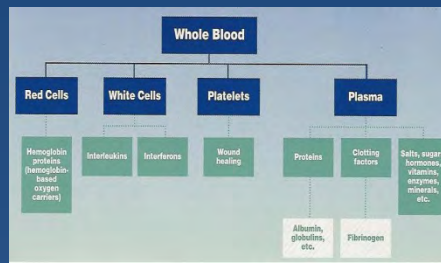 Whole Blood
Red Cells
White Cells
Platelets
Plasma
Hemoglobin
proteins
(hemoglobin-
based
oxygen
carriers)
Interleukins
Interferons
Wound
healing
Proteins
Clotting
factors
Salts, sugar
hormones,
vitamins,
enzymes,
minerals,
etc.
Albumin,
globulins,
etc.
Fibrinogen